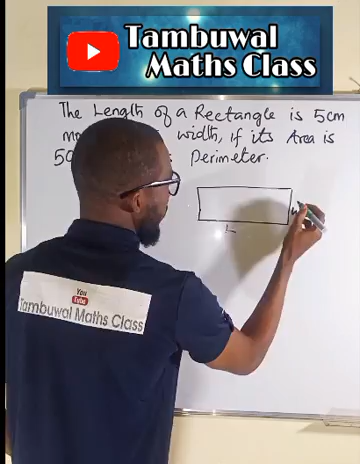 Tambuwal
Maths Class
The Length of a Rectangle is 5cm
width, if its Area is
50 Perimeter.
L
You
Tube
Tambuwal Maths Class